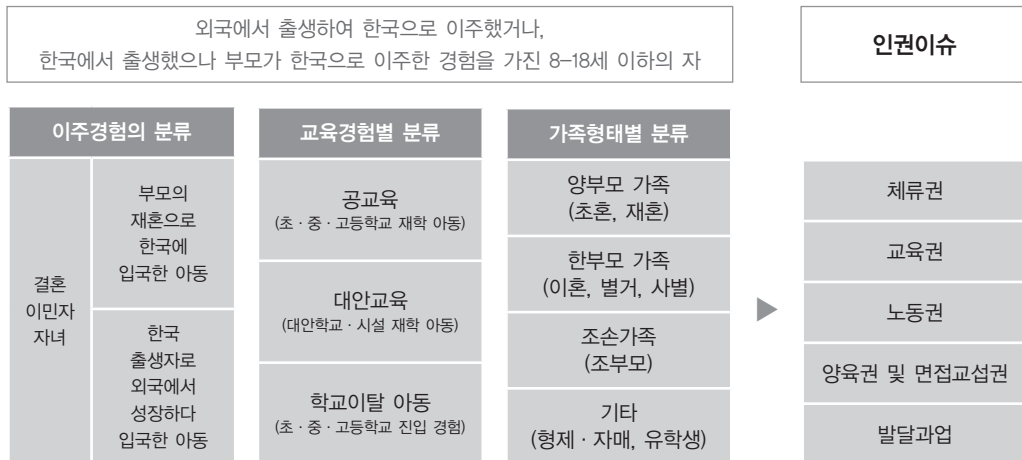 외국에서 출생하여 한국으로 이주했거나,
한국에서 출생했으나 부모가 한국으로 이주한 경험을 가진 8-18세 이하의 자
인권이슈
이주경험의 분류
결혼
이민자
자녀
부모의
재혼으로
한국에
입국한 아동
한국
출생자로
외국에서
성장하다
입국한 아동
교육경험별 분류
공교육
(초·중·고등학교 재학 아동)
대안교육
(대안학교·시설 재학 아동)
학교이탈 아동
(초·중·고등학교 진입 경험)
가족형태별 분류
양부모 가족
(초혼, 재혼)
한부모 가족
(이혼, 별거, 사별)
조손가족
(조부모)
기타
(형제·자매, 유학생)
체류권
교육권
노동권
양육권 및 면접교섭권
발달과업